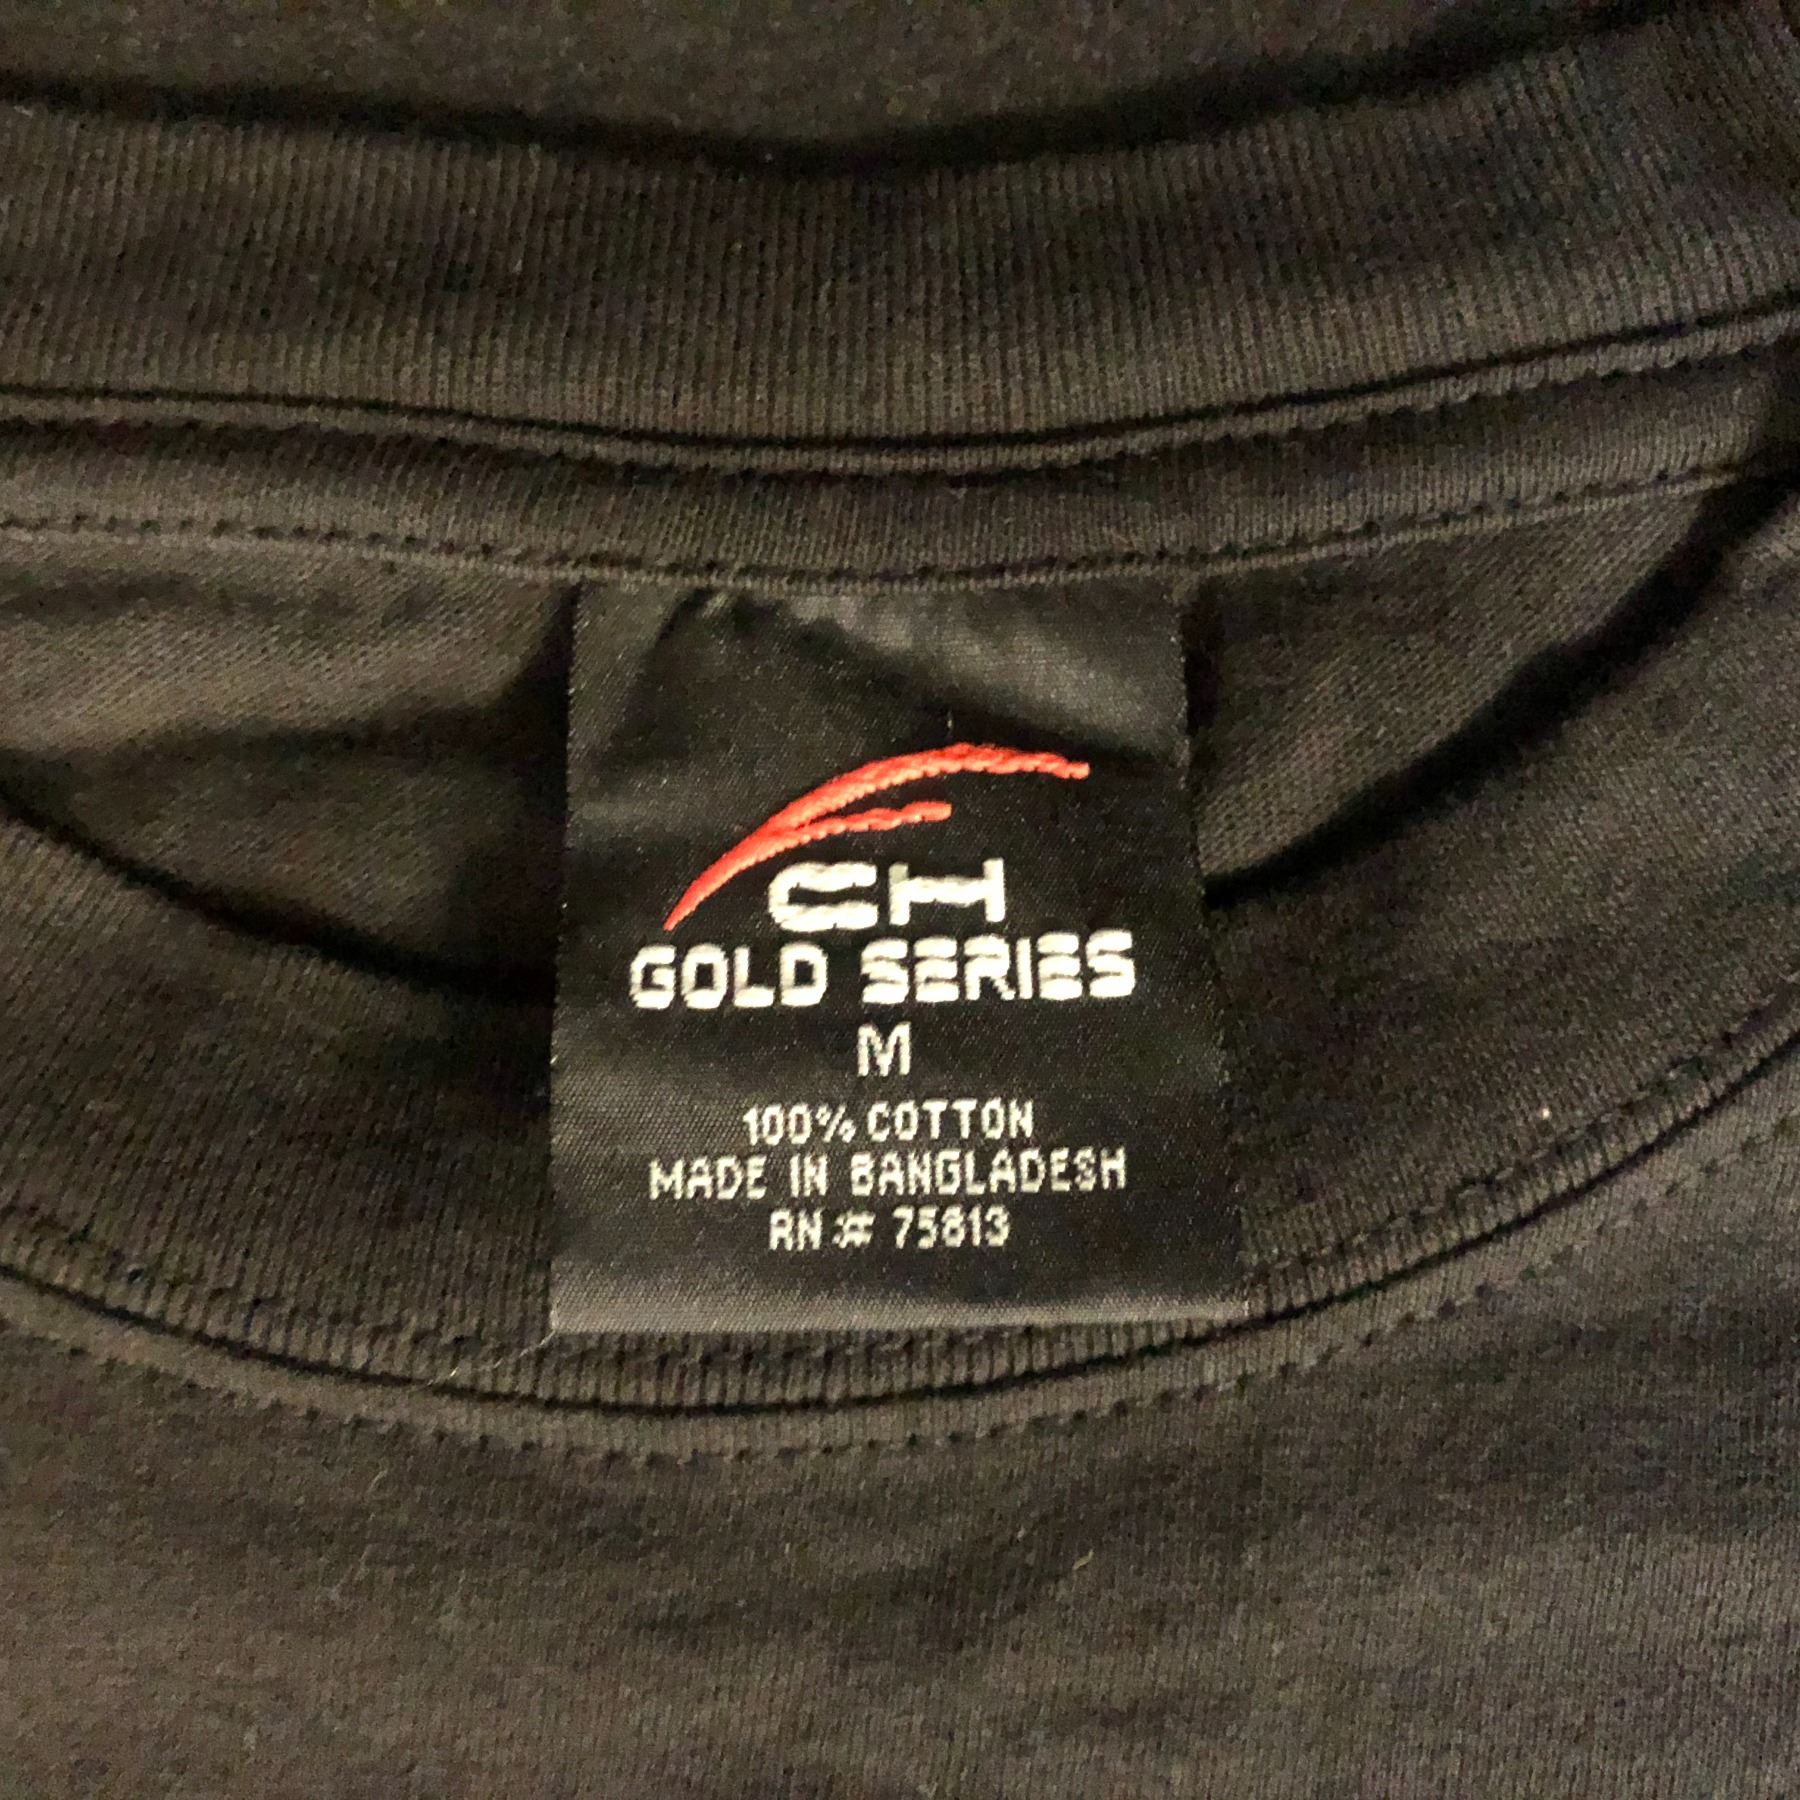 CH
GOLD SERIES
M
100% COTTON
MADE IN BANGLADESH
RN# 75813